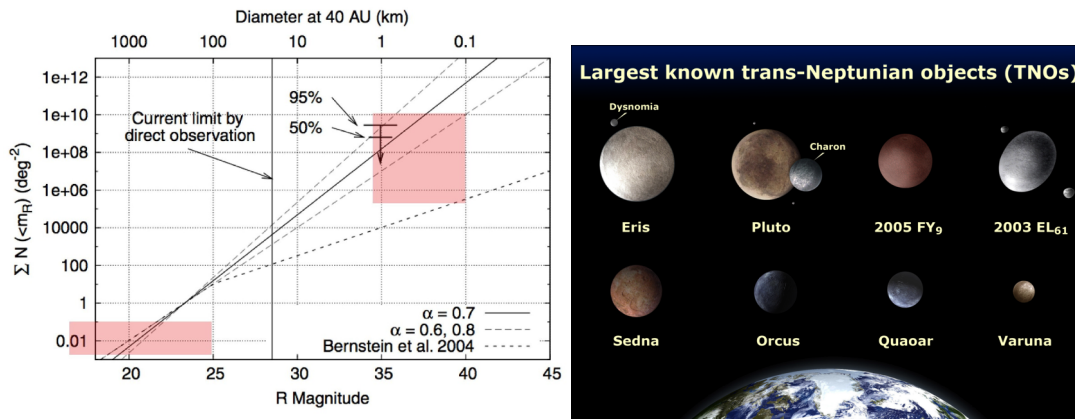 Diameter at 40 AU (km)
1000 100 10 1 0.1
1e+12
1e+10
1e+08
1e+06
10000
100
1
0.01
Σ N (<m_R) (deg⁻²)
Current limit by
direct observation
95%
50%
α = 0.7
α = 0.6, 0.8
Bernstein et al. 2004
20 25 30 35 40 45
R Magnitude
Largest known trans-Neptunian objects (TNOs)
Dysnomia
Charon
Eris Pluto 2005 FY₉ 2003 EL₆₁
Sedna Orcus Quaoar Varuna